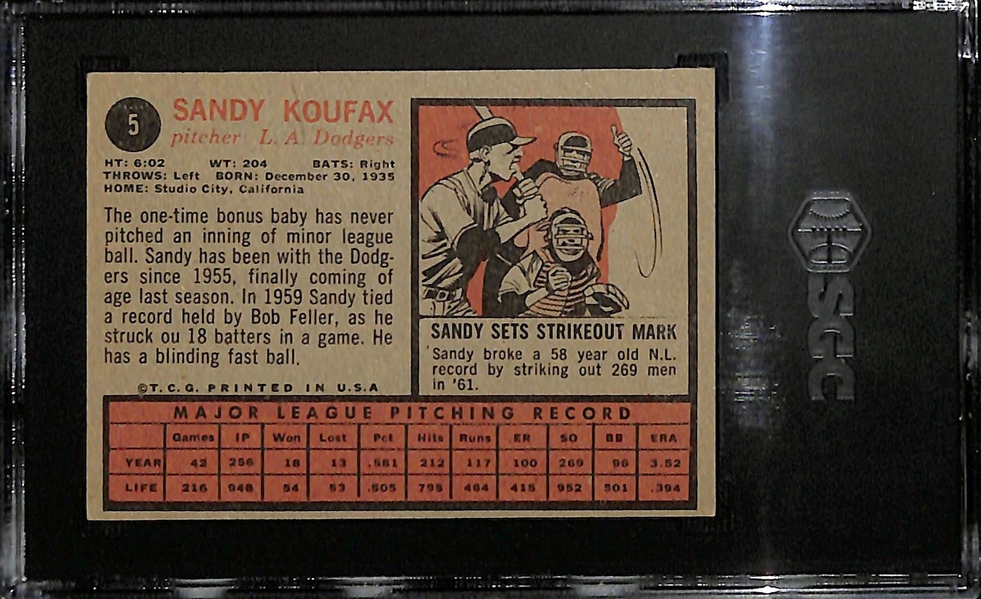 5
SANDY KOUFAX
pitcher L. A. Dodgers
HT: 6:02 WT: 204 BATS: Right
THROWS: Left BORN: December 30, 1935
HOME: Studio City, California
The one-time bonus baby has never
pitched an inning of minor league
ball. Sandy has been with the Dodg-
ers since 1955, finally coming of
age last season. In 1959 Sandy tied
a record held by Bob Feller, as he
struck ou 18 batters in a game. He
has a blinding fast ball.
©T.C.G. PRINTED IN U.S.A
SANDY SETS STRIKEOUT MARK
Sandy broke a 58 year old N.L.
record by striking out 269 men
in '61.
MAJOR LEAGUE PITCHING RECORD
Games IP Won Lost Pct Hits Runs ER SO BB ERA
YEAR 42 256 18 13 .581 212 117 100 269 96 3.52
LIFE 216 948 54 53 .505 795 464 415 952 501 .394
SGC